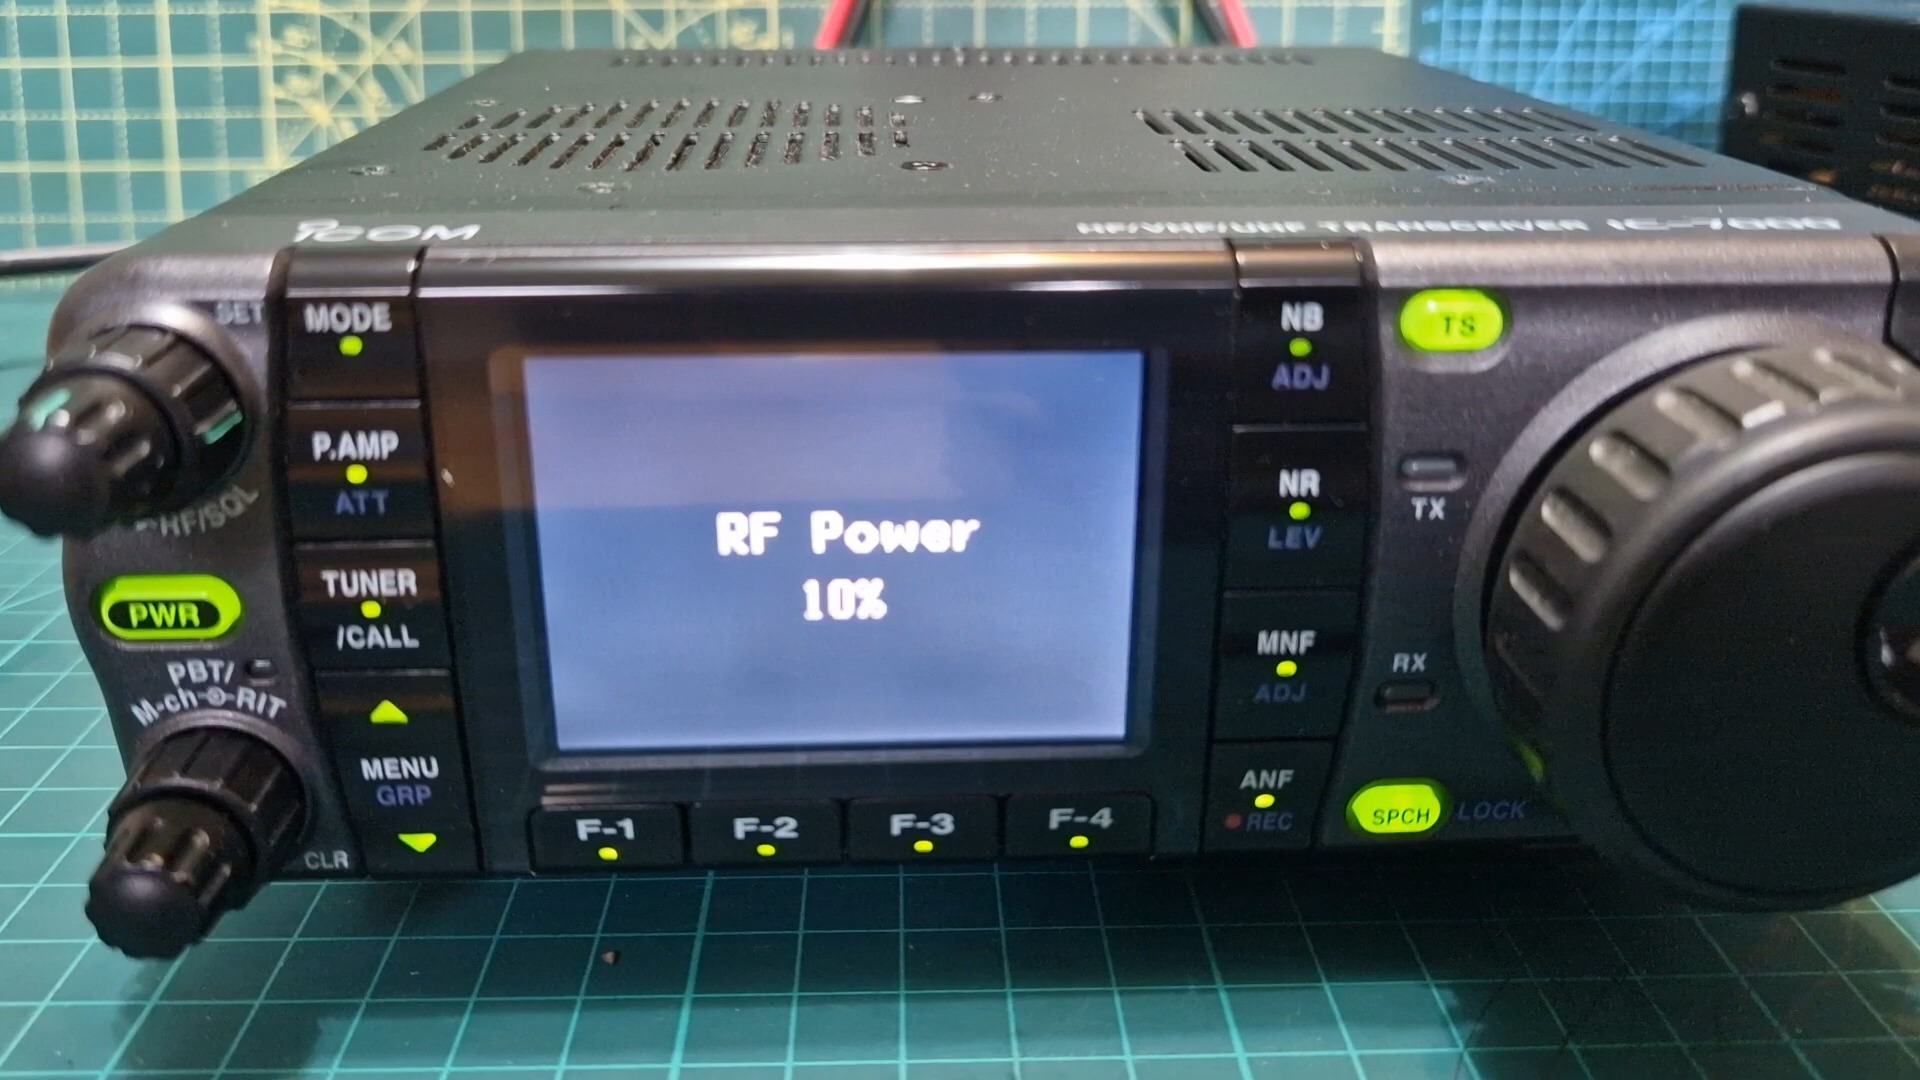 ICOM
HF/VHF/UHF TRANSCEIVER IC-7000
SET
RF/SQL
PWR
PBT/
M-ch RIT
CLR
MODE
P.AMP
ATT
TUNER
/CALL
MENU
GRP
RF Power
10%
F-1 F-2 F-3 F-4
NB
ADJ
NR
LEV
MNF
ADJ
ANF
REC
TS
TX
RX
SPCH LOCK